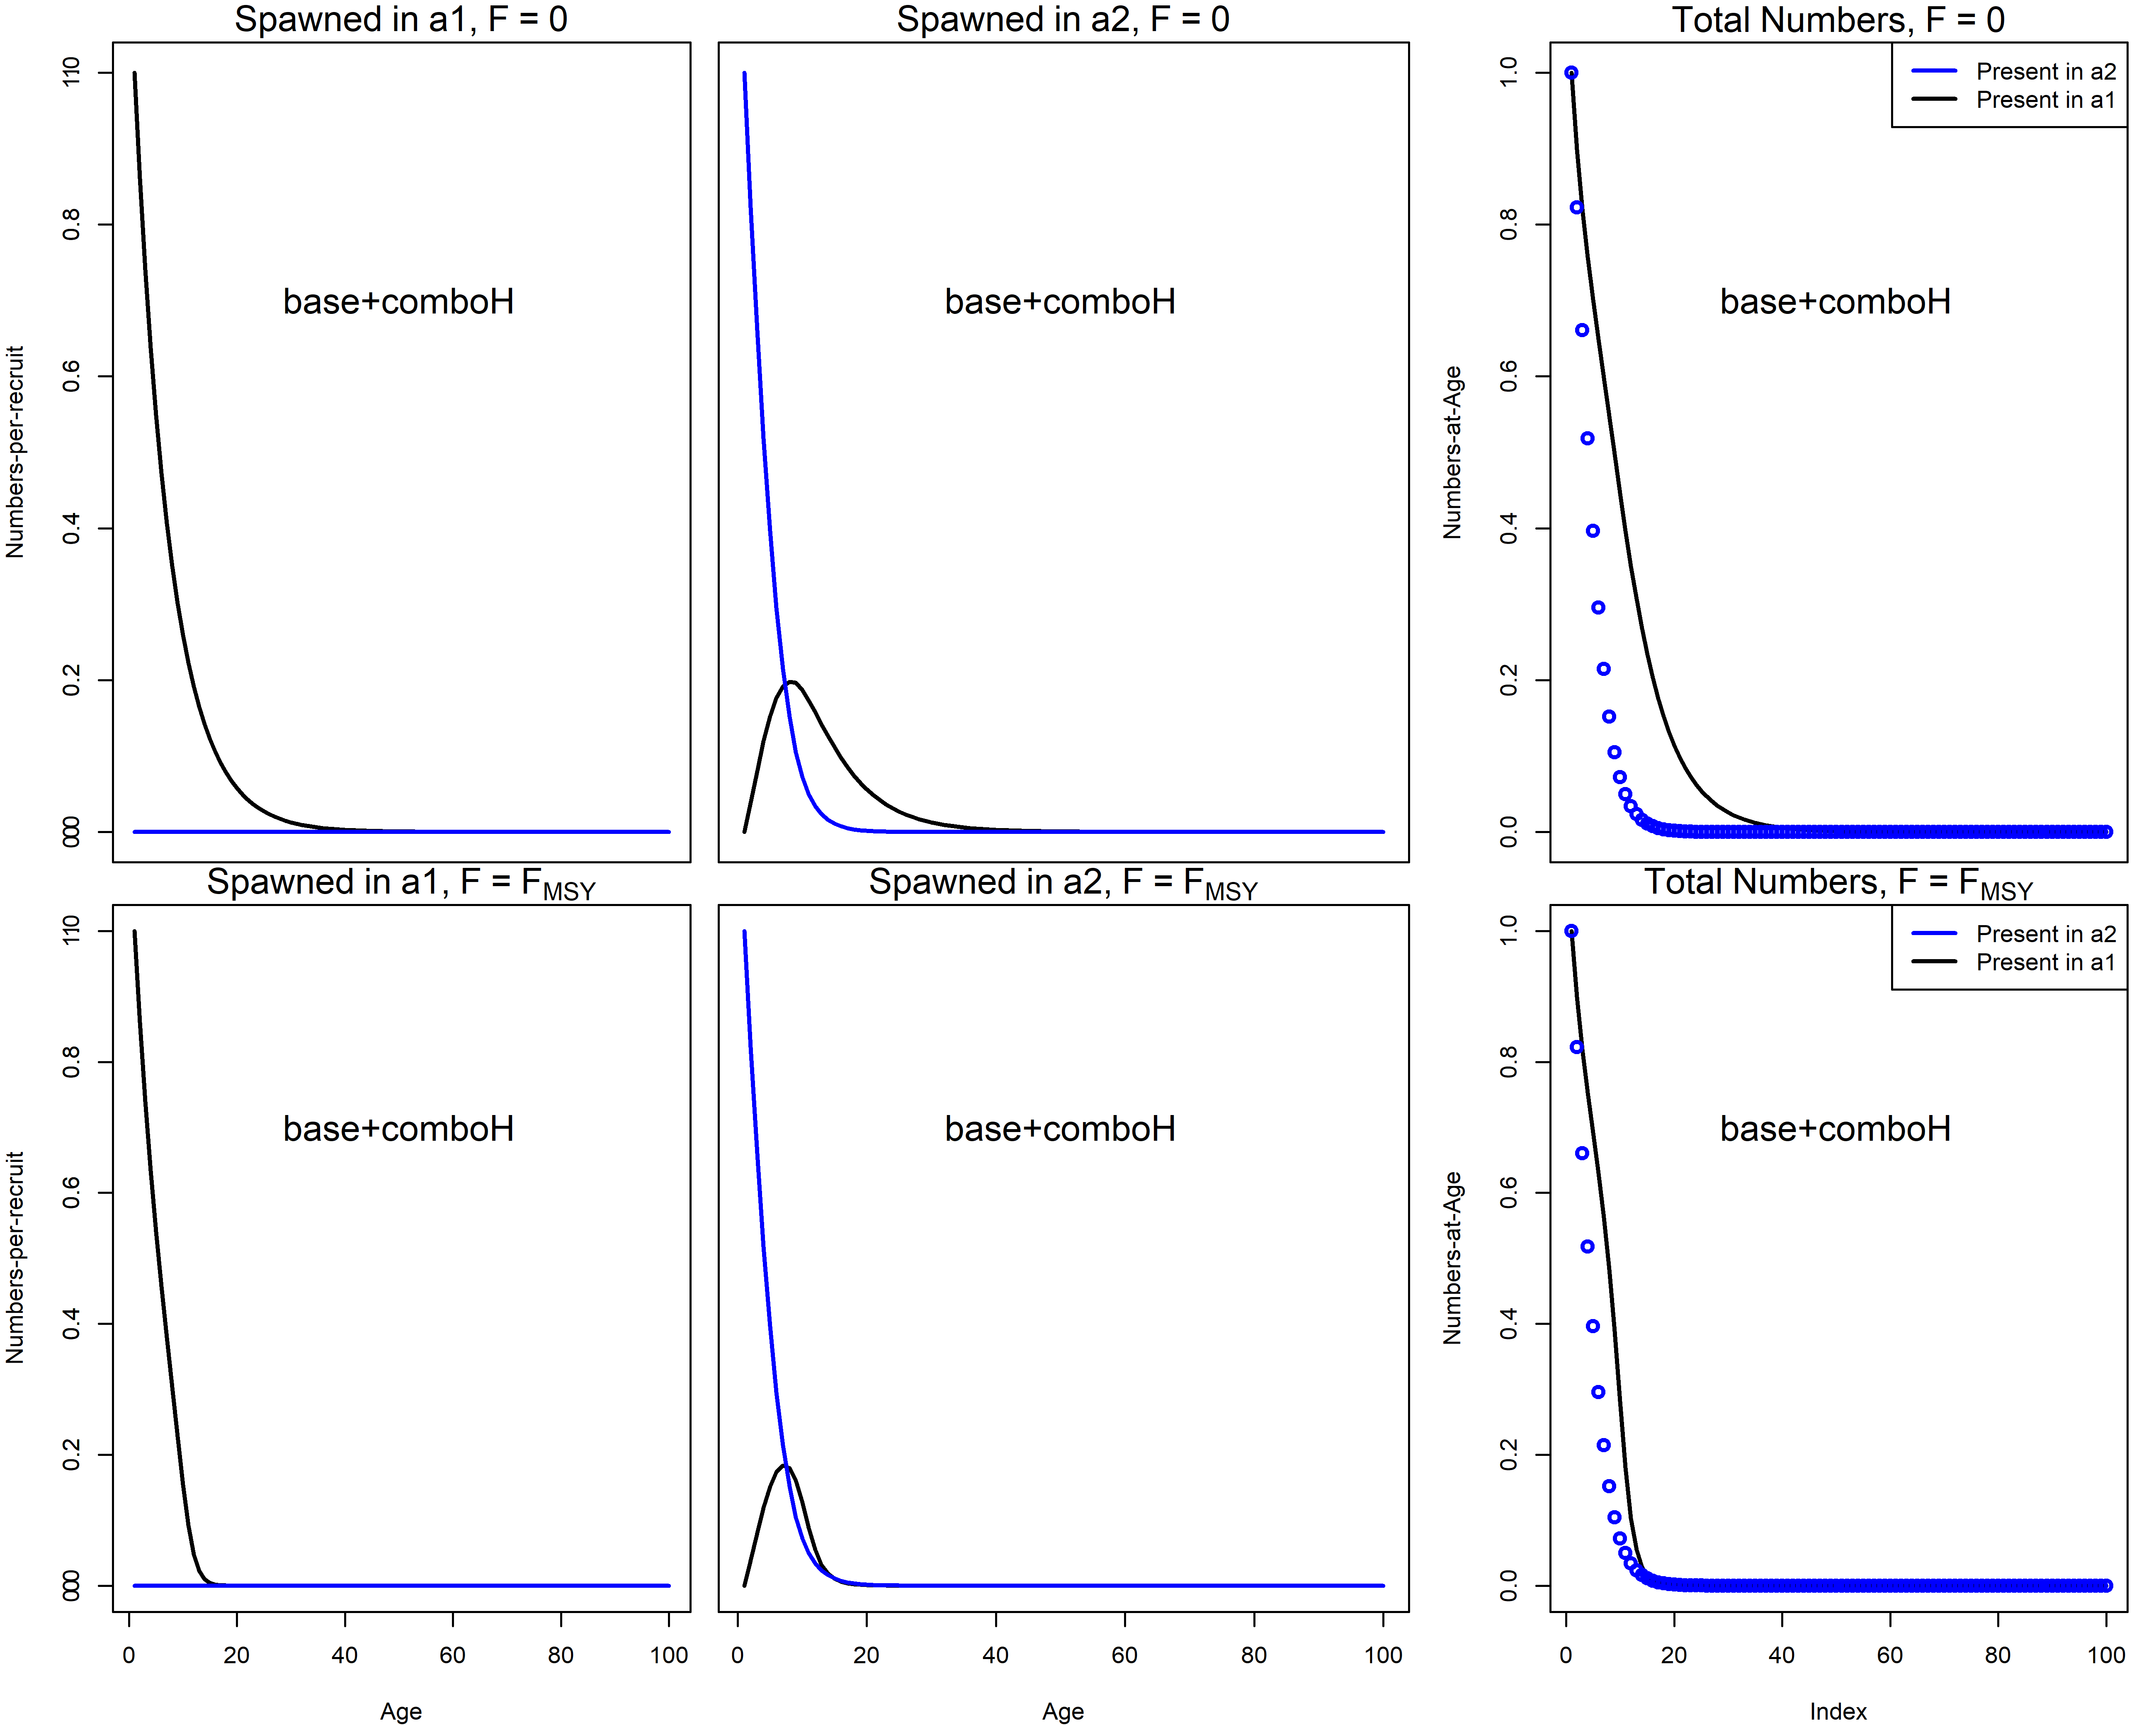 Spawned in a1, F = 0
Spawned in a2, F = 0
Total Numbers, F = 0
Numbers-per-recruit
000
0.2
0.4
0.6
0.8
110
base+comboH
base+comboH
Numbers-at-Age
0.0
0.2
0.4
0.6
0.8
1.0
Present in a2
Present in a1
base+comboH
Spawned in a1, F = FMSY
Spawned in a2, F = FMSY
Total Numbers, F = FMSY
Numbers-per-recruit
000
0.2
0.4
0.6
0.8
110
base+comboH
0 20 40 60 80 100
Age
base+comboH
0 20 40 60 80 100
Age
Numbers-at-Age
0.0
0.2
0.4
0.6
0.8
1.0
Present in a2
Present in a1
base+comboH
0 20 40 60 80 100
Index